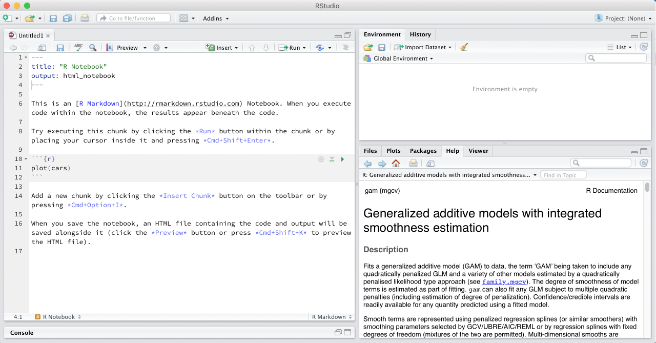 RStudio
Go to file/function
Addins
Project: (None)
Untitled1
Preview
Insert
Run
1 ---
2 title: "R Notebook"
3 output: html_notebook
4 ---
5
6 This is an [R Markdown](http://rmarkdown.rstudio.com) Notebook. When you execute
code within the notebook, the results appear beneath the code.
7
8 Try executing this chunk by clicking the *Run* button within the chunk or by
placing your cursor inside it and pressing *Cmd+Shift+Enter*.
9
10 ```{r}
11 plot(cars)
12 ```
13
14 Add a new chunk by clicking the *Insert Chunk* button on the toolbar or by
pressing *Cmd+Option+I*.
15
16 When you save the notebook, an HTML file containing the code and output will be
saved alongside it (click the *Preview* button or press *Cmd+Shift+K* to preview
the HTML file).
17
4:1 R Notebook R Markdown
Console
Environment History
Import Dataset List
Global Environment
Environment is empty
Files Plots Packages Help Viewer
R: Generalized additive models with integrated smoothness... Find in Topic
gam {mgcv} R Documentation
Generalized additive models with integrated
smoothness estimation
Description
Fits a generalized additive model (GAM) to data, the term 'GAM' being taken to include any
quadratically penalized GLM and a variety of other models estimated by a quadratically
penalised likelihood type approach (see family.mgcv). The degree of smoothness of model
terms is estimated as part of fitting. gam can also fit any GLM subject to multiple quadratic
penalties (including estimation of degree of penalization). Confidence/credible intervals are
readily available for any quantity predicted using a fitted model.
Smooth terms are represented using penalized regression splines (or similar smoothers) with
smoothing parameters selected by GCV/UBRE/AIC/REML or by regression splines with fixed
degrees of freedom (mixtures of the two are permitted). Multi-dimensional smooths are